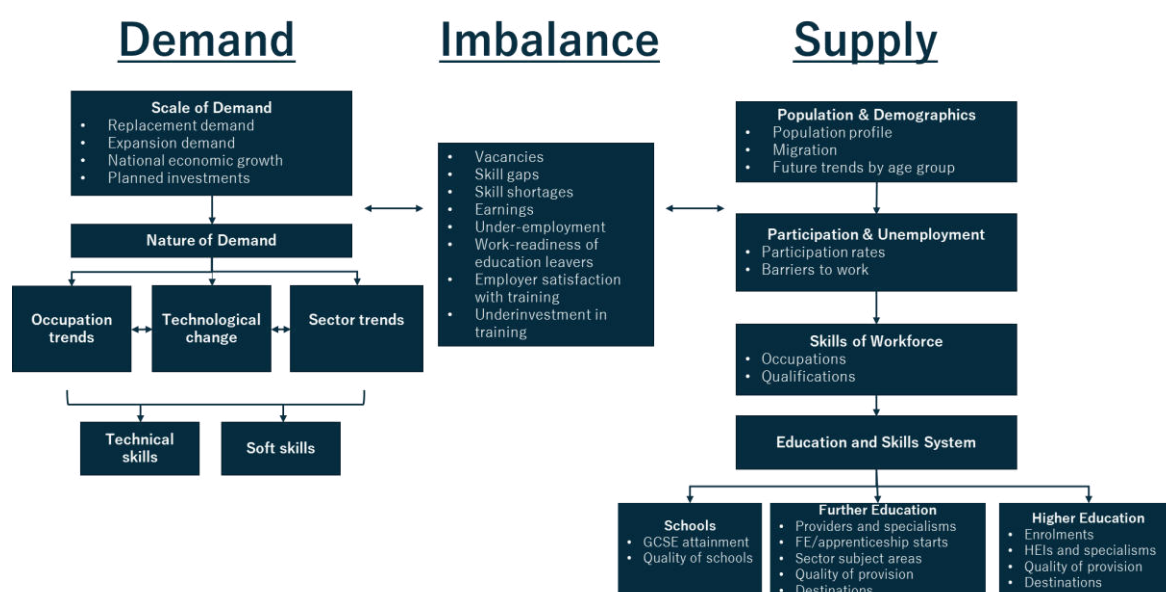 Demand
Imbalance
Supply
Scale of Demand
• Replacement demand
• Expansion demand
• National economic growth
• Planned investments
Nature of Demand
Occupation
trends
Technological
change
Sector trends
Technical
skills
Soft skills
• Vacancies
• Skill gaps
• Skill shortages
• Earnings
• Under-employment
• Work-readiness of
education leavers
• Employer satisfaction
with training
• Underinvestment in
training
Population & Demographics
• Population profile
• Migration
• Future trends by age group
Participation & Unemployment
• Participation rates
• Barriers to work
Skills of Workforce
• Occupations
• Qualifications
Education and Skills System
Schools
• GCSE attainment
• Quality of schools
Further Education
• Providers and specialisms
• FE/apprenticeship starts
• Sector subject areas
• Quality of provision
• Destinations
Higher Education
• Enrolments
• HEIs and specialisms
• Quality of provision
• Destinations